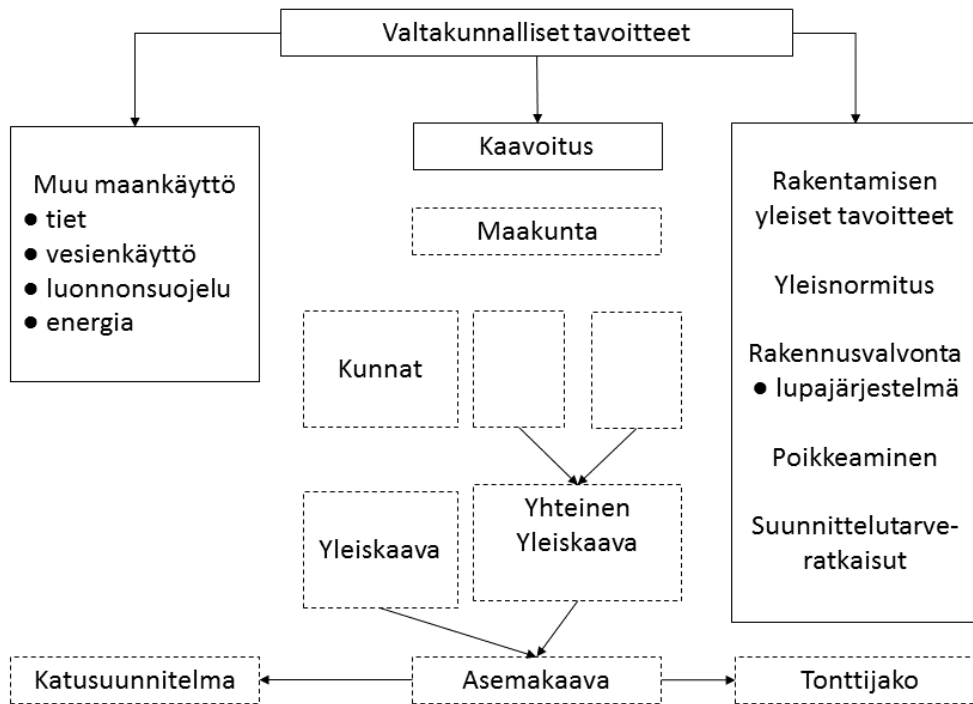 Valtakunnalliset tavoitteet
Muu maankäyttö
● tiet
● vesienkäyttö
● luonnonsuojelu
● energia
Kaavoitus
Maakunta
Kunnat
Yleiskaava
Yhteinen
Yleiskaava
Rakentamisen
yleiset tavoitteet
Yleisnormitus
Rakennusvalvonta
● lupajärjestelmä
Poikkeaminen
Suunnittelutarve-
ratkaisut
Katusuunnitelma
Asemakaava
Tonttijako